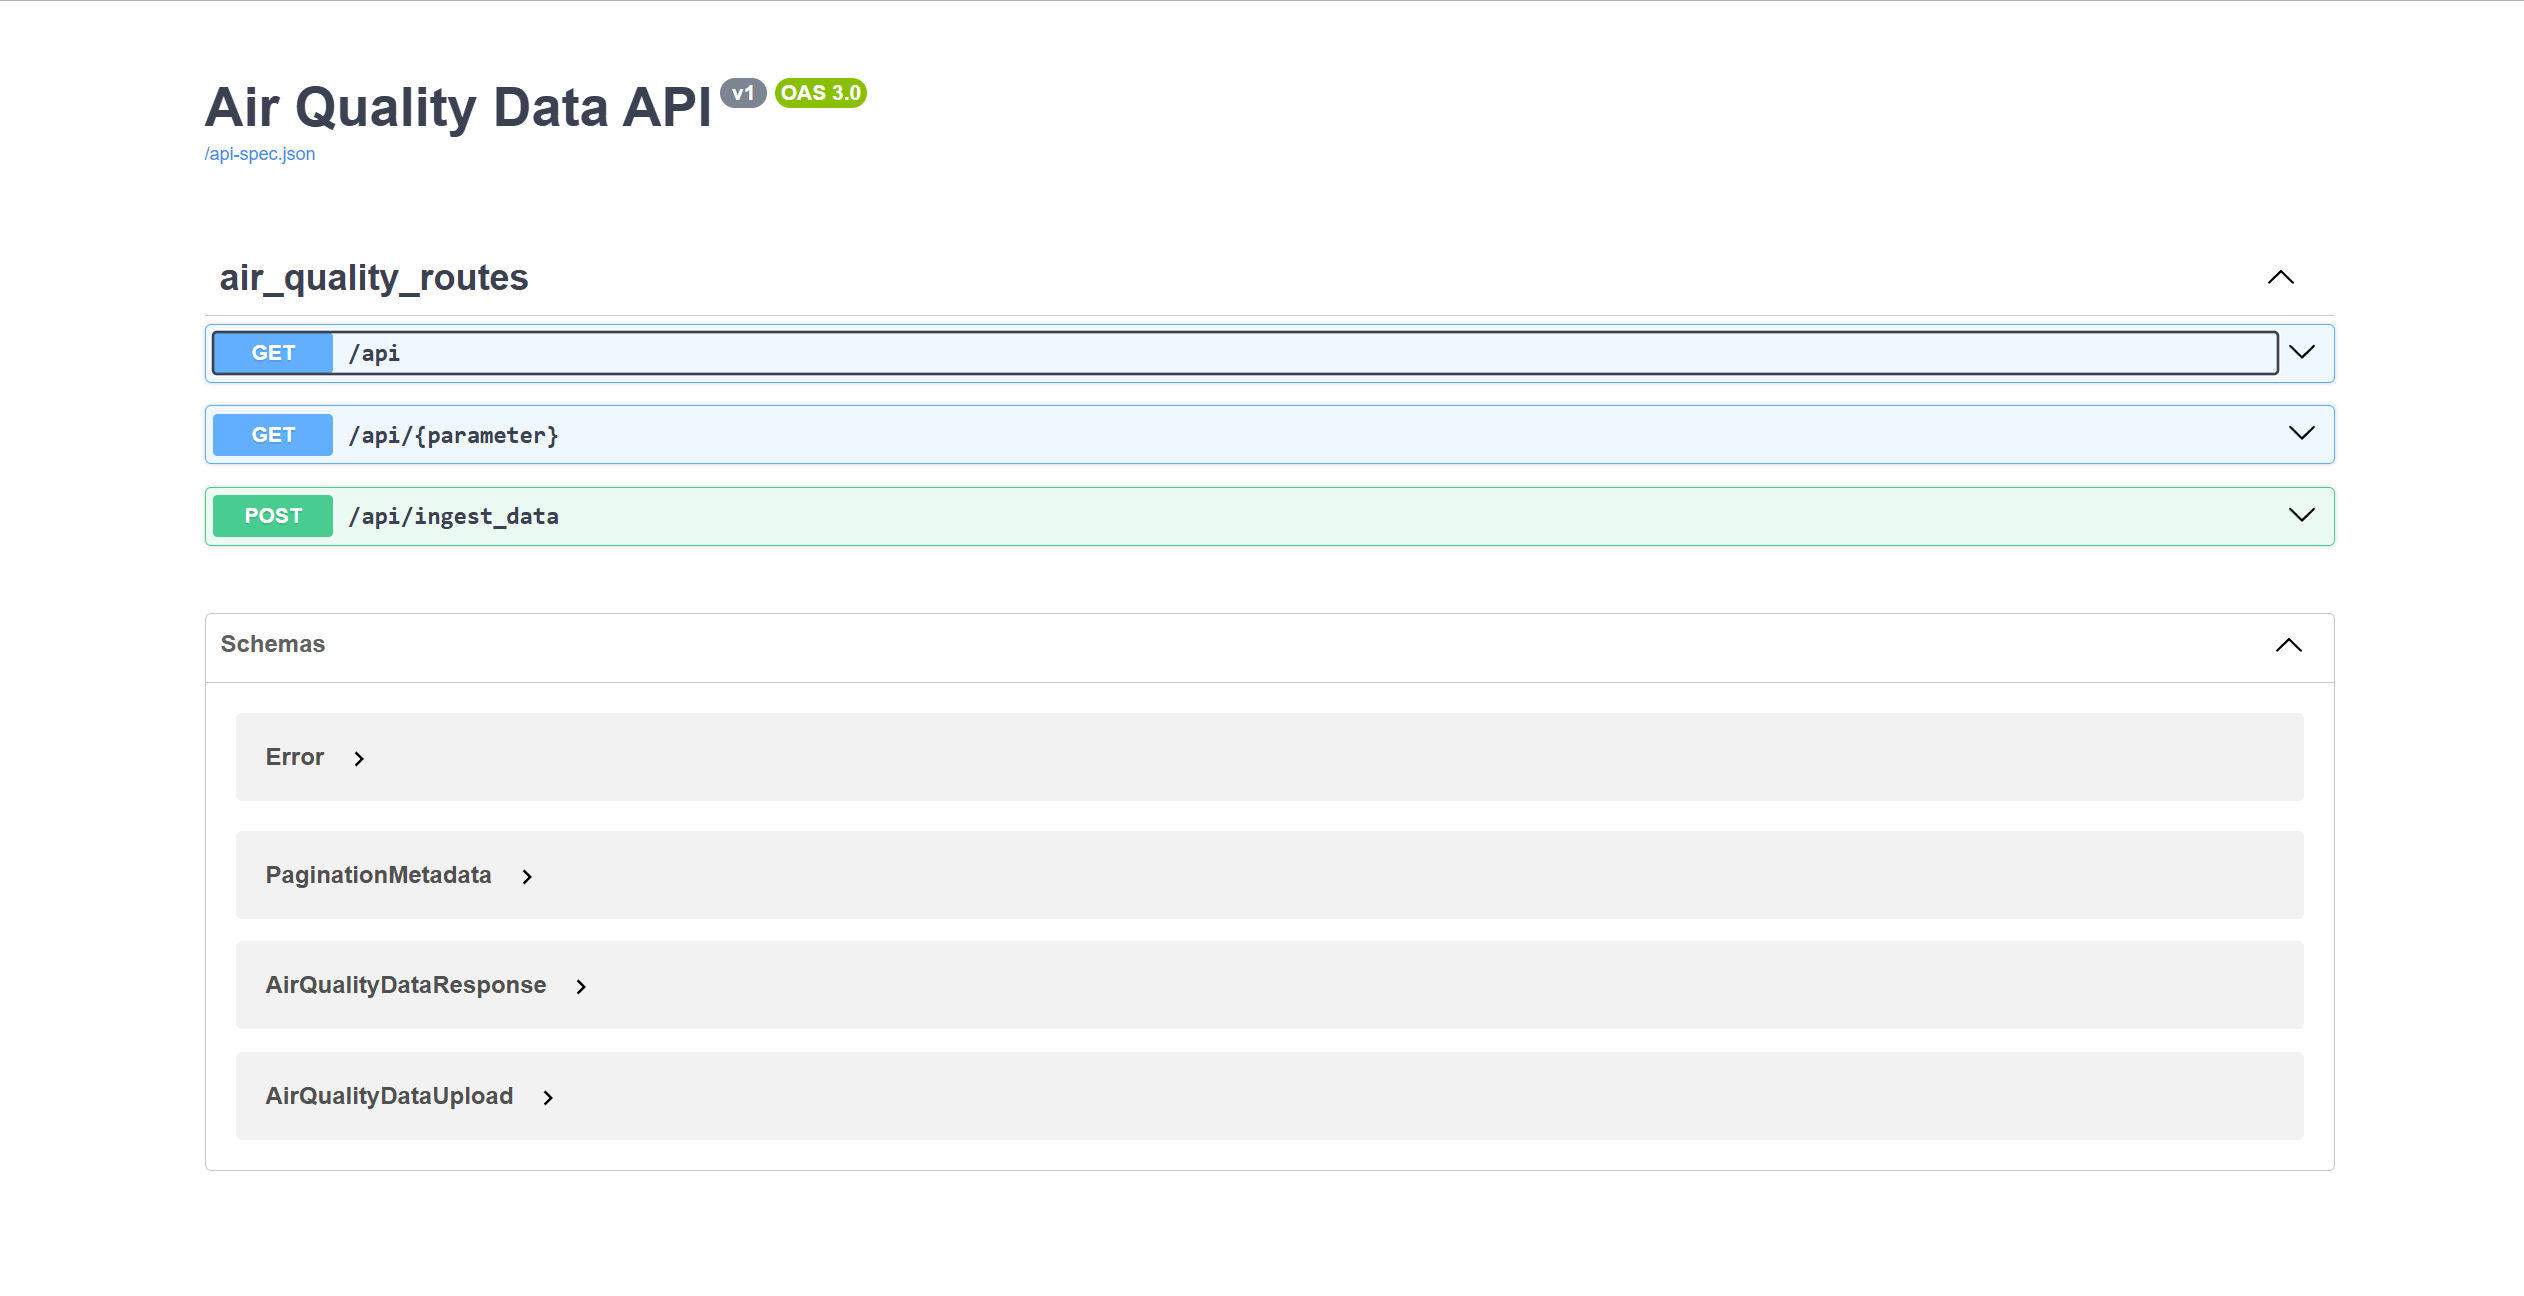 Air Quality Data API v1 OAS 3.0
/api-spec.json
air_quality_routes
GET /api
GET /api/{parameter}
POST /api/ingest_data
Schemas
Error
PaginationMetadata
AirQualityDataResponse
AirQualityDataUpload